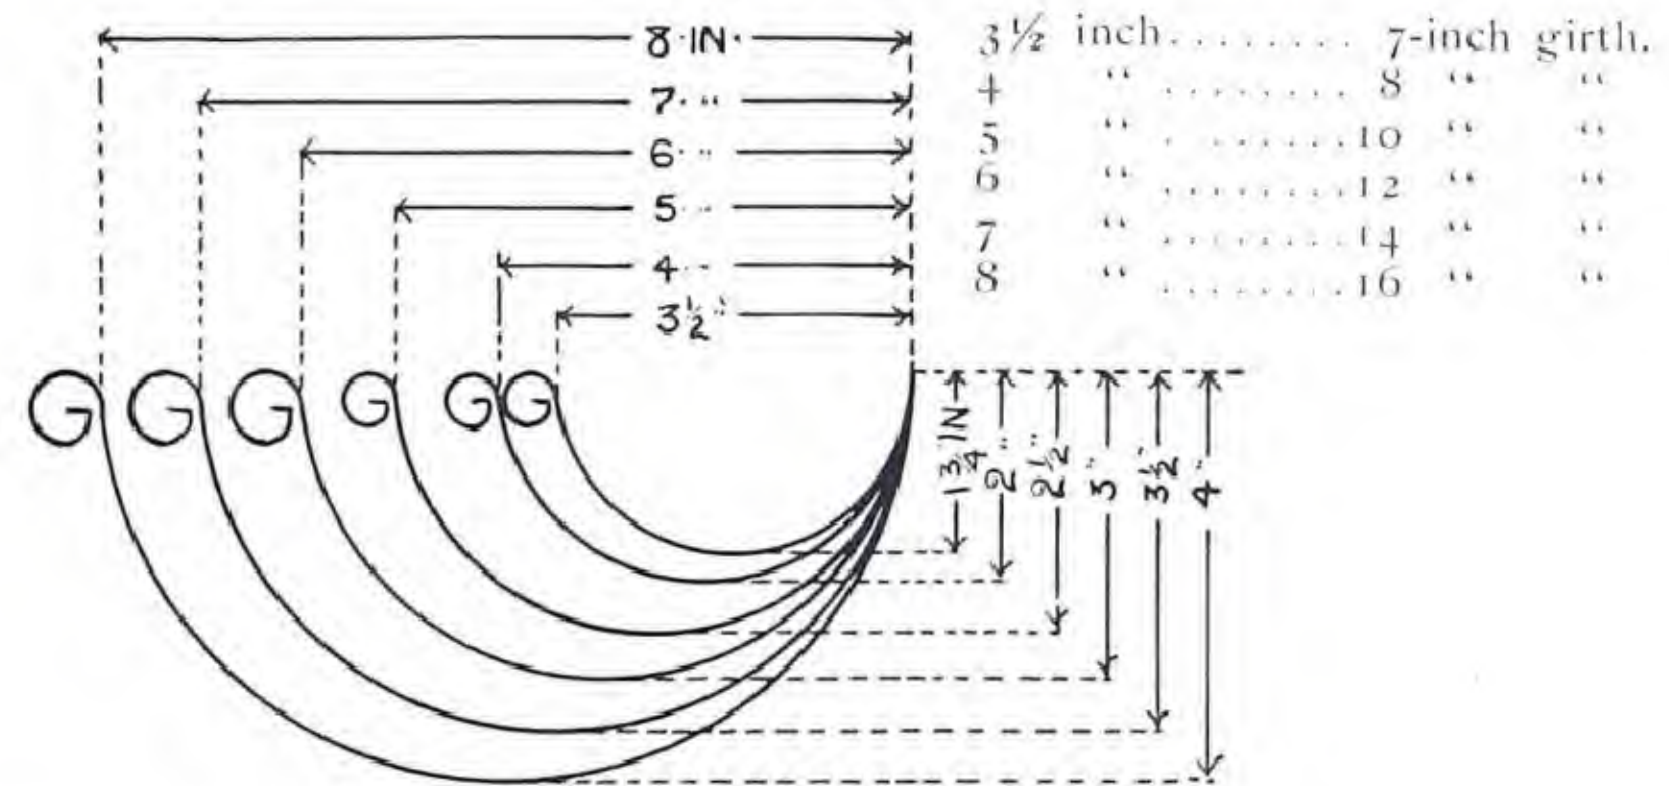 8 IN.
7 "
6 "
5 "
4 "
3½"
3½ inch........ 7-inch girth.
4 " ........ 8 " "
5 " ........ 10 " "
6 " ........ 12 " "
7 " ........ 14 " "
8 " ........ 16 " "
G G G G G G
1¾ IN
2"
2½"
3"
3½"
4"